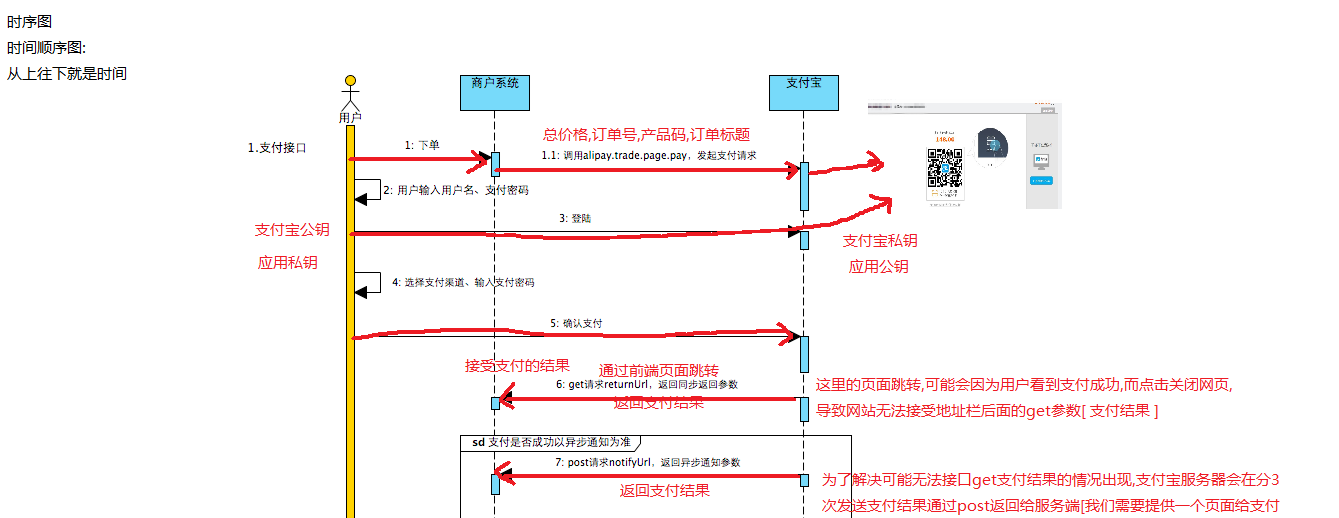 时序图
时间顺序图:
从上往下就是时间
用户
商户系统
支付宝
1.支付接口
1: 下单
总价格,订单号,产品码,订单标题
1.1: 调用alipay.trade.page.pay，发起支付请求
148.00
2: 用户输入用户名、支付密码
3: 登陆
支付宝公钥
应用私钥
支付宝私钥
应用公钥
4: 选择支付渠道、输入支付密码
5: 确认支付
接受支付的结果
通过前端页面跳转
6: get请求returnUrl，返回同步返回参数
返回支付结果
这里的页面跳转,可能会因为用户看到支付成功,而点击关闭网页,
导致网站无法接受地址栏后面的get参数[ 支付结果 ]
sd 支付是否成功以异步通知为准
7: post请求notifyUrl，返回异步通知参数
返回支付结果
为了解决可能无法接口get支付结果的情况出现,支付宝服务器会在分3
次发送支付结果通过post返回给服务端[我们需要提供一个页面给支付